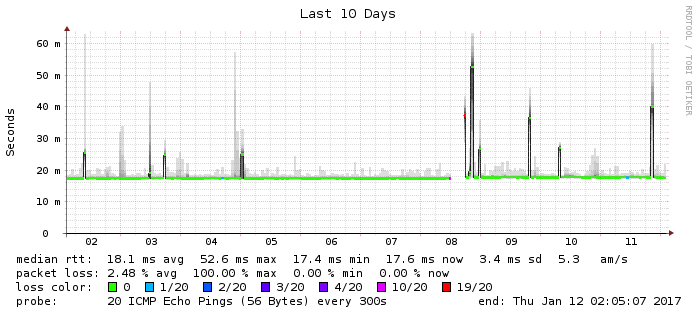 Last 10 Days
RRDTOOL / TOBI OETIKER
Seconds
60 m
50 m
40 m
30 m
20 m
10 m
0
02 03 04 05 06 07 08 09 10 11
median rtt: 18.1 ms avg 52.6 ms max 17.4 ms min 17.6 ms now 3.4 ms sd 5.3 am/s
packet loss: 2.48 % avg 100.00 % max 0.00 % min 0.00 % now
loss color: 0 1/20 2/20 3/20 4/20 10/20 19/20
probe: 20 ICMP Echo Pings (56 Bytes) every 300s end: Thu Jan 12 02:05:07 2017